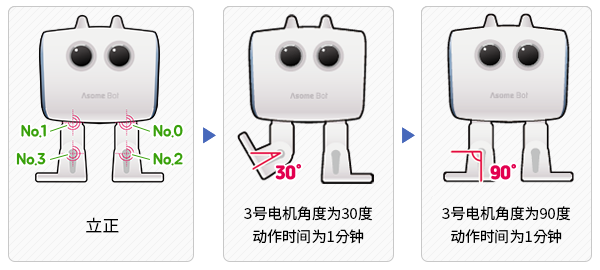 Asome Bot
No.1
No.0
No.3
No.2
立正
Asome Bot
30°
3号电机角度为30度
动作时间为1分钟
Asome Bot
90°
3号电机角度为90度
动作时间为1分钟